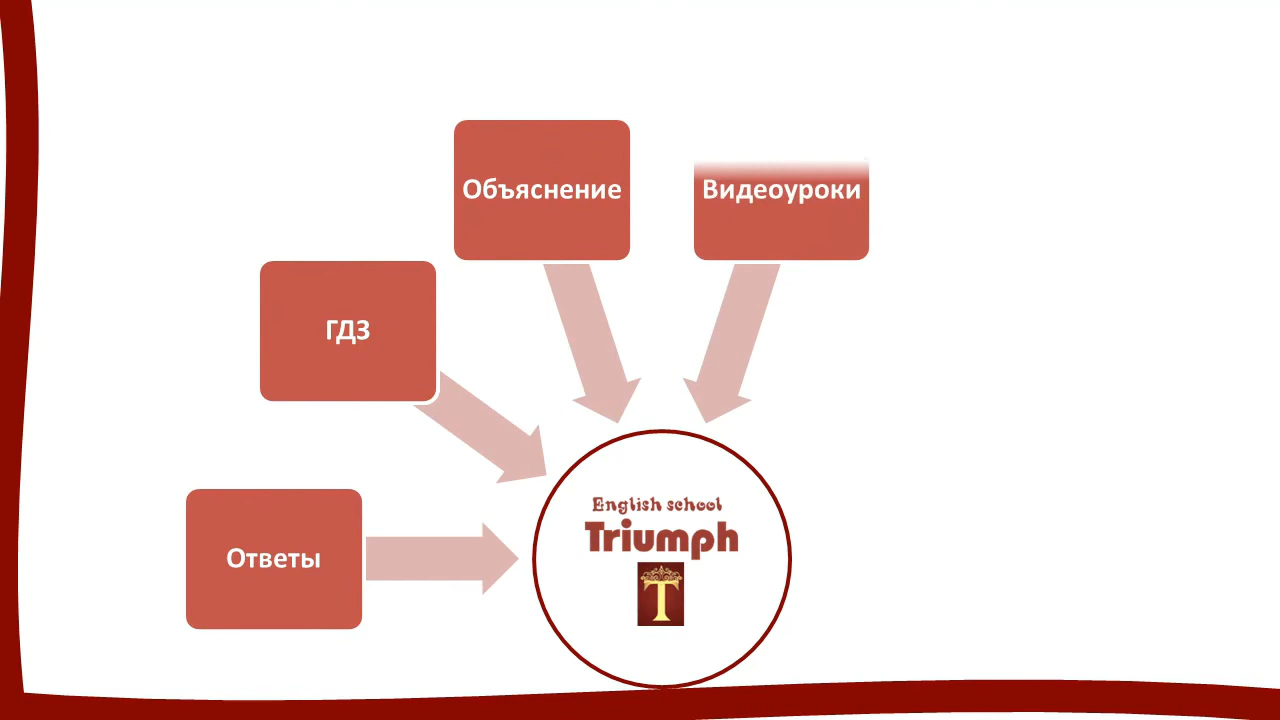 Объяснение
Видеоуроки
ГДЗ
Ответы
English school
Triumph
T